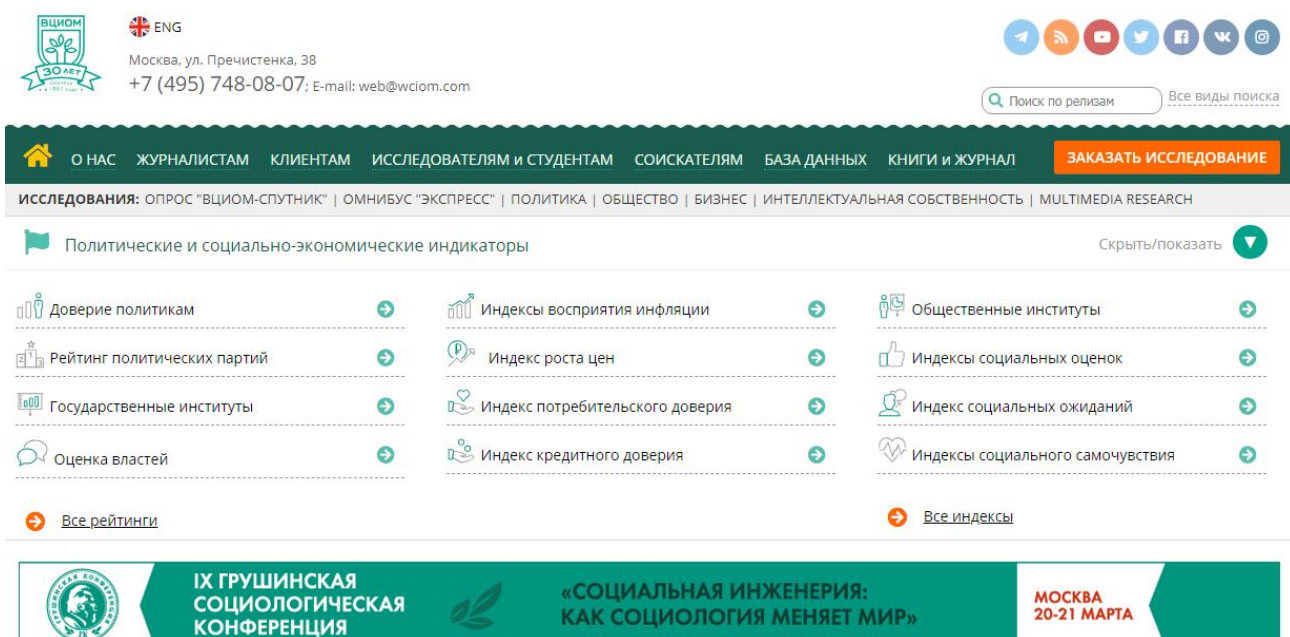 ВЦИОМ
30 ЛЕТ
ENG
Москва, ул. Пречистенка, 38
+7 (495) 748-08-07; E-mail: web@wciom.com
Поиск по релизам
Все виды поиска
О НАС ЖУРНАЛИСТАМ КЛИЕНТАМ ИССЛЕДОВАТЕЛЯМ и СТУДЕНТАМ СОИСКАТЕЛЯМ БАЗА ДАННЫХ КНИГИ и ЖУРНАЛ ЗАКАЗАТЬ ИССЛЕДОВАНИЕ
ИССЛЕДОВАНИЯ: ОПРОС "ВЦИОМ-СПУТНИК" | ОМНИБУС "ЭКСПРЕСС" | ПОЛИТИКА | ОБЩЕСТВО | БИЗНЕС | ИНТЕЛЛЕКТУАЛЬНАЯ СОБСТВЕННОСТЬ | MULTIMEDIA RESEARCH
Политические и социально-экономические индикаторы
Скрыть/показать
Доверие политикам
Индексы восприятия инфляции
Общественные институты
Рейтинг политических партий
Индекс роста цен
Индексы социальных оценок
Государственные институты
Индекс потребительского доверия
Индекс социальных ожиданий
Оценка властей
Индекс кредитного доверия
Индексы социального самочувствия
Все рейтинги
Все индексы
IX ГРУШИНСКАЯ
СОЦИОЛОГИЧЕСКАЯ
КОНФЕРЕНЦИЯ
«СОЦИАЛЬНАЯ ИНЖЕНЕРИЯ:
КАК СОЦИОЛОГИЯ МЕНЯЕТ МИР»
МОСКВА
20-21 МАРТА